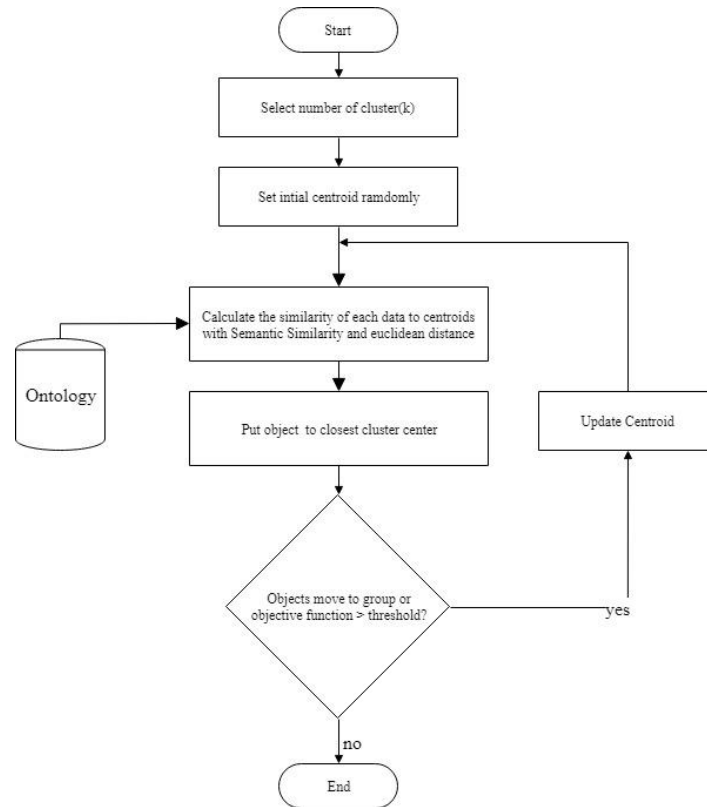 Start
Select number of cluster(k)
Set intial centroid ramdomly
Calculate the similarity of each data to centroids
with Semantic Similarity and euclidean distance
Ontology
Put object to closest cluster center
Update Centroid
Objects move to group or
objective function > threshold?
yes
no
End